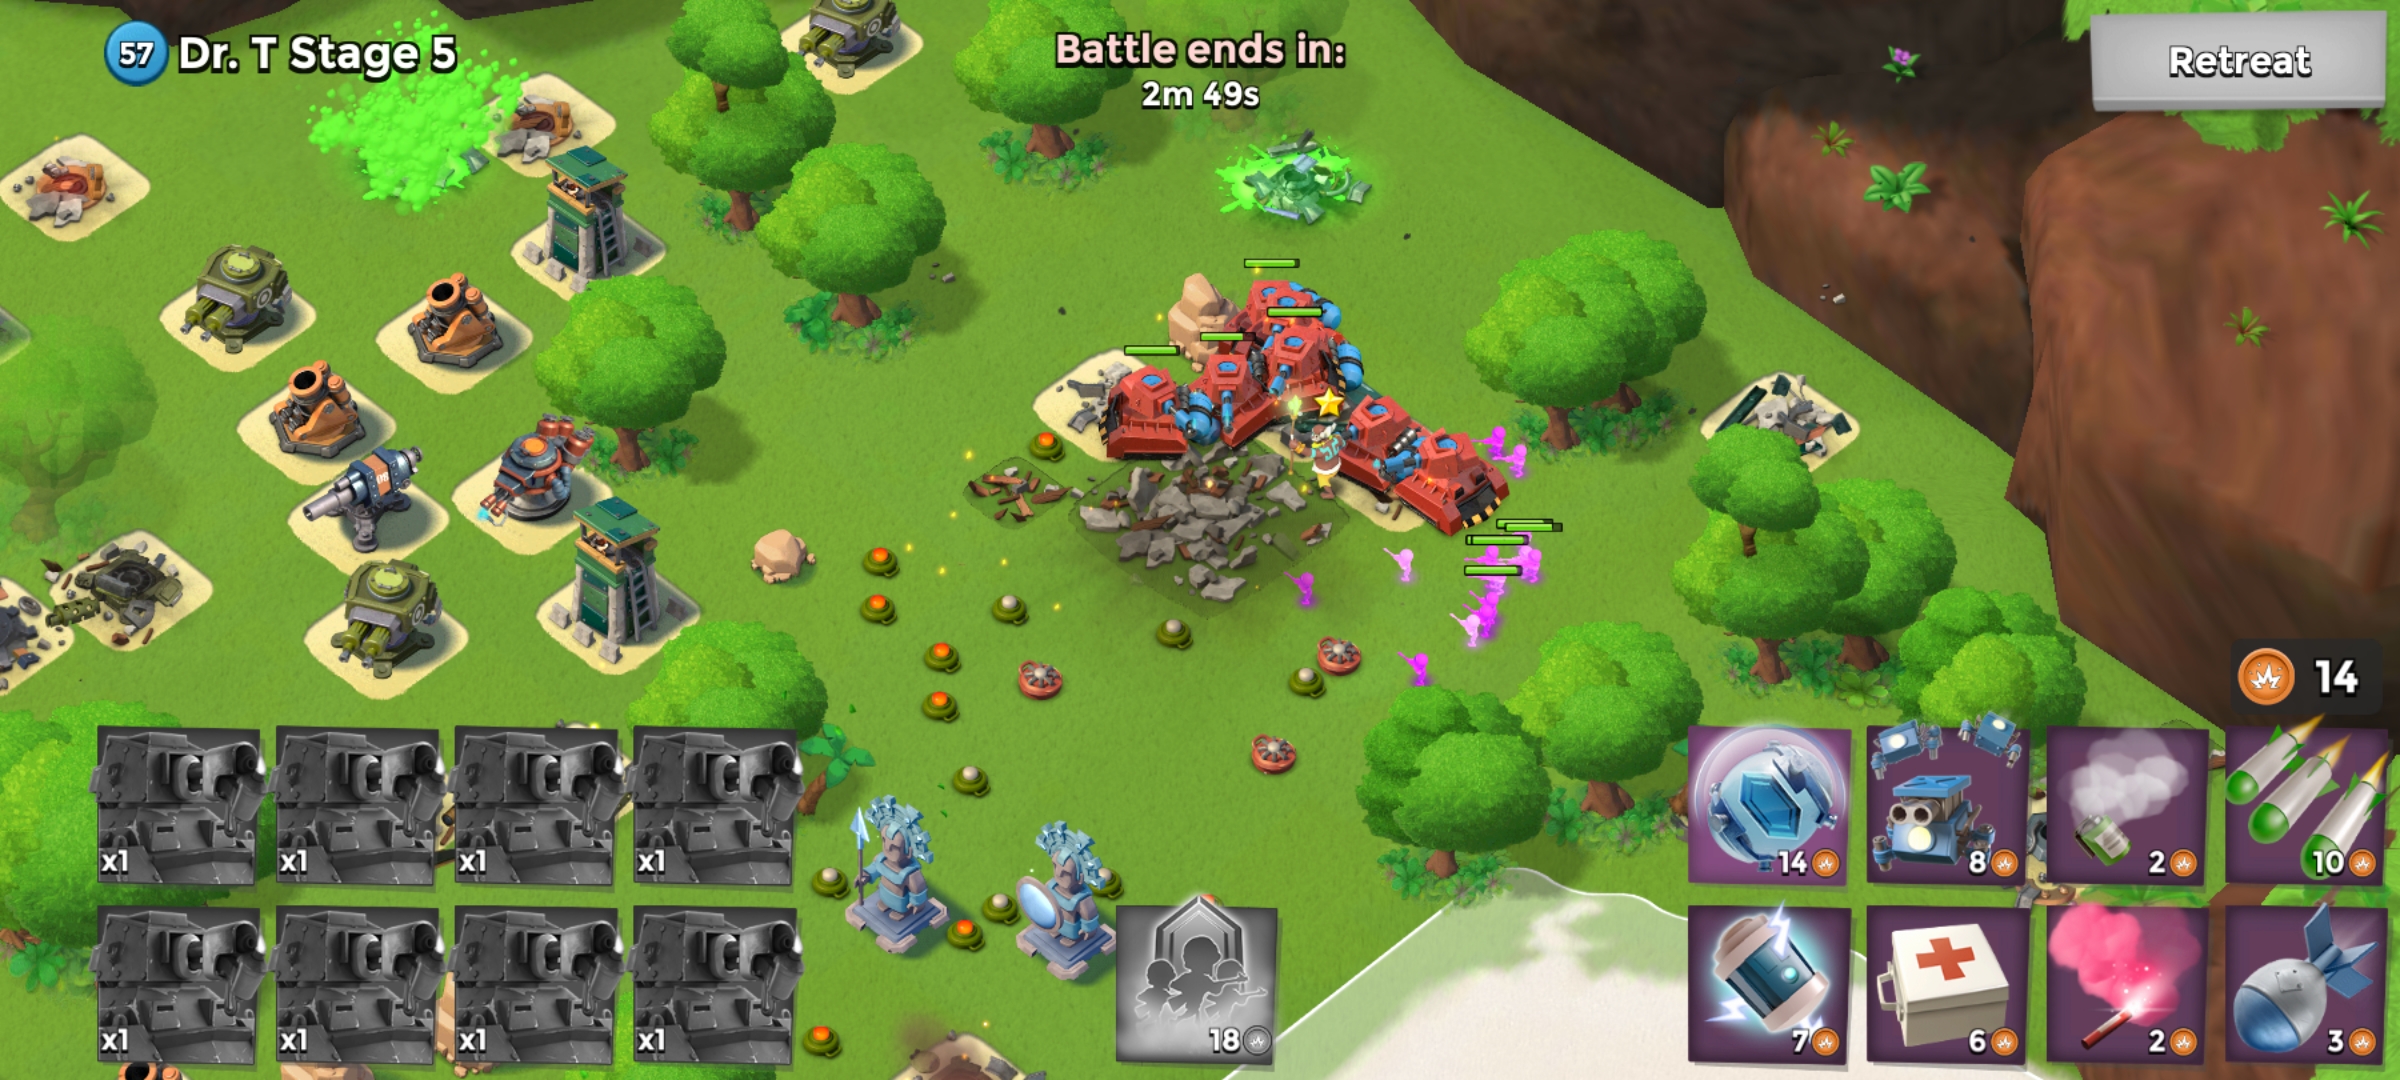 57 Dr. T Stage 5
Battle ends in:
2m 49s
Retreat
14
x1 x1 x1 x1
14 8 2 10
x1 x1 x1 x1
18
7 6 2 3